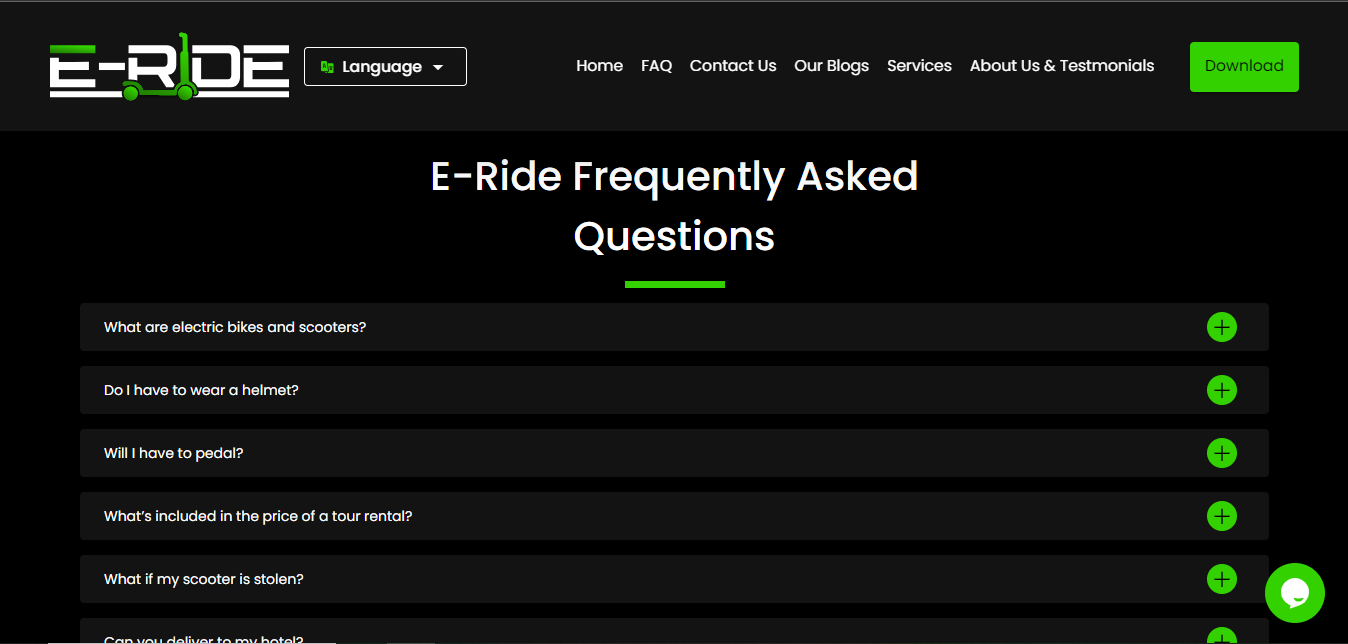 E-RIDE
Language
Home FAQ Contact Us Our Blogs Services About Us & Testmonials
Download
E-Ride Frequently Asked
Questions
What are electric bikes and scooters?
Do I have to wear a helmet?
Will I have to pedal?
What’s included in the price of a tour rental?
What if my scooter is stolen?
Can you deliver to my hotel?